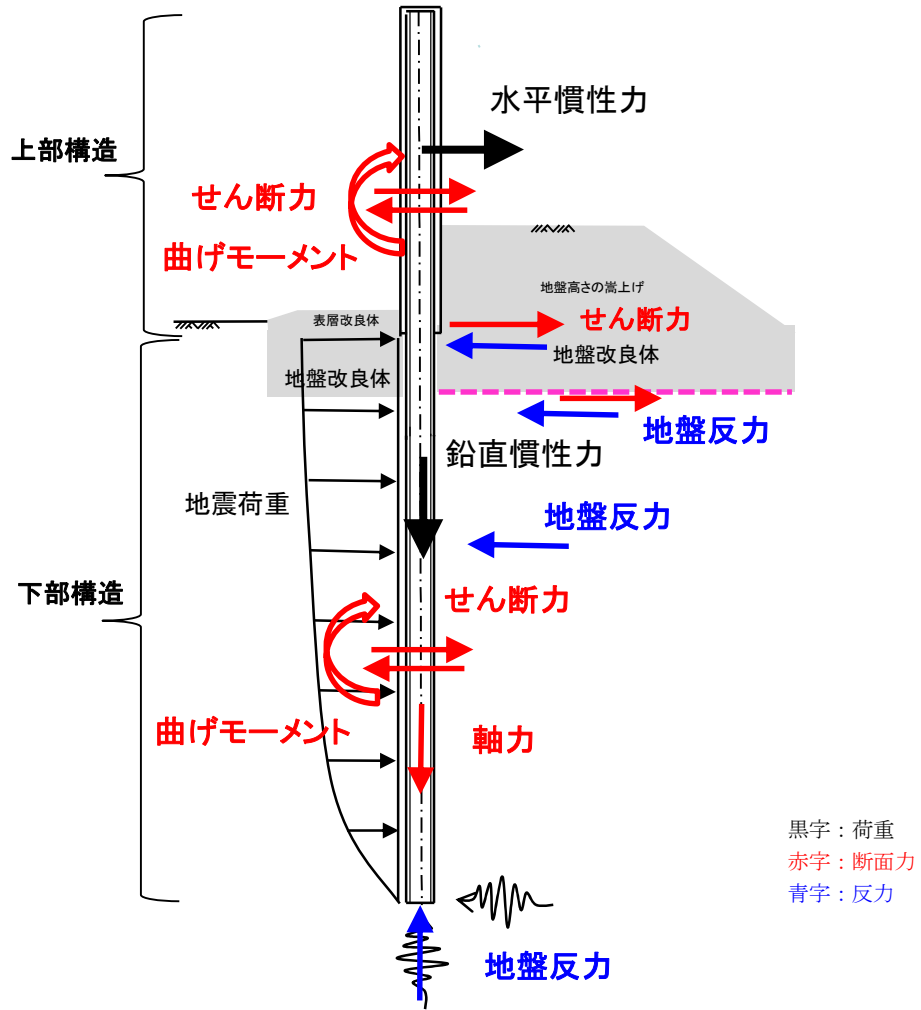 水平慣性力
上部構造
せん断力
曲げモーメント
地盤高さの嵩上げ
表層改良体
せん断力
地盤改良体
地盤改良体
地盤反力
鉛直慣性力
地震荷重
地盤反力
下部構造
せん断力
曲げモーメント
軸力
黒字：荷重
赤字：断面力
青字：反力
地盤反力